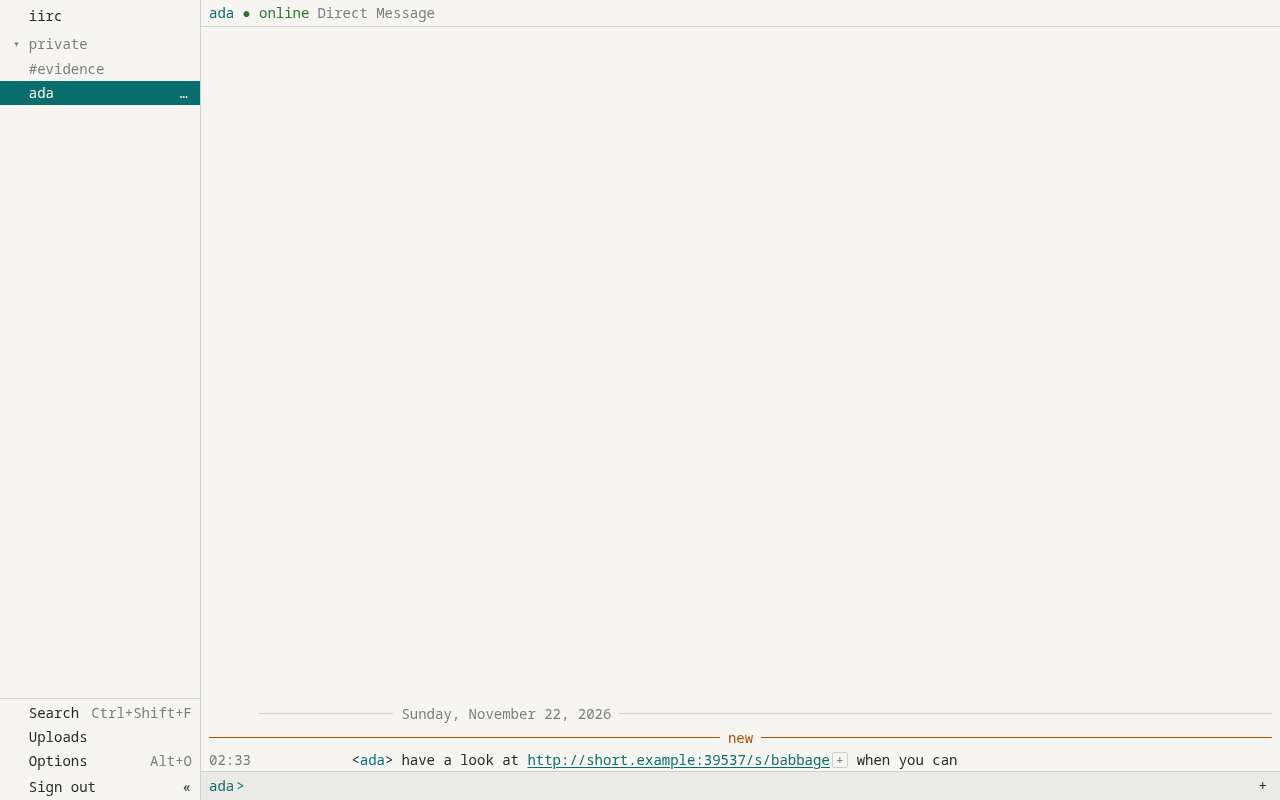 iirc
▾ private
#evidence
ada …
Search Ctrl+Shift+F
Uploads
Options Alt+O
Sign out «
ada ● online Direct Message
Sunday, November 22, 2026
new
02:33 <ada> have a look at http://short.example:39537/s/babbage + when you can
ada> +